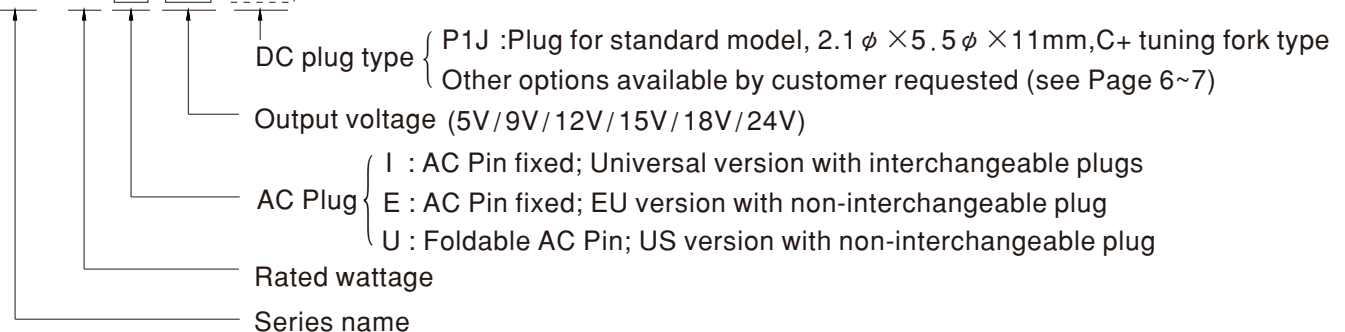 DC plug type { P1J :Plug for standard model, 2.1 ϕ ×5.5 ϕ ×11mm,C+ tuning fork type
Other options available by customer requested (see Page 6~7)
Output voltage (5V/9V/12V/15V/18V/24V)
I : AC Pin fixed; Universal version with interchangeable plugs
AC Plug { E : AC Pin fixed; EU version with non-interchangeable plug
U : Foldable AC Pin; US version with non-interchangeable plug
Rated wattage
Series name